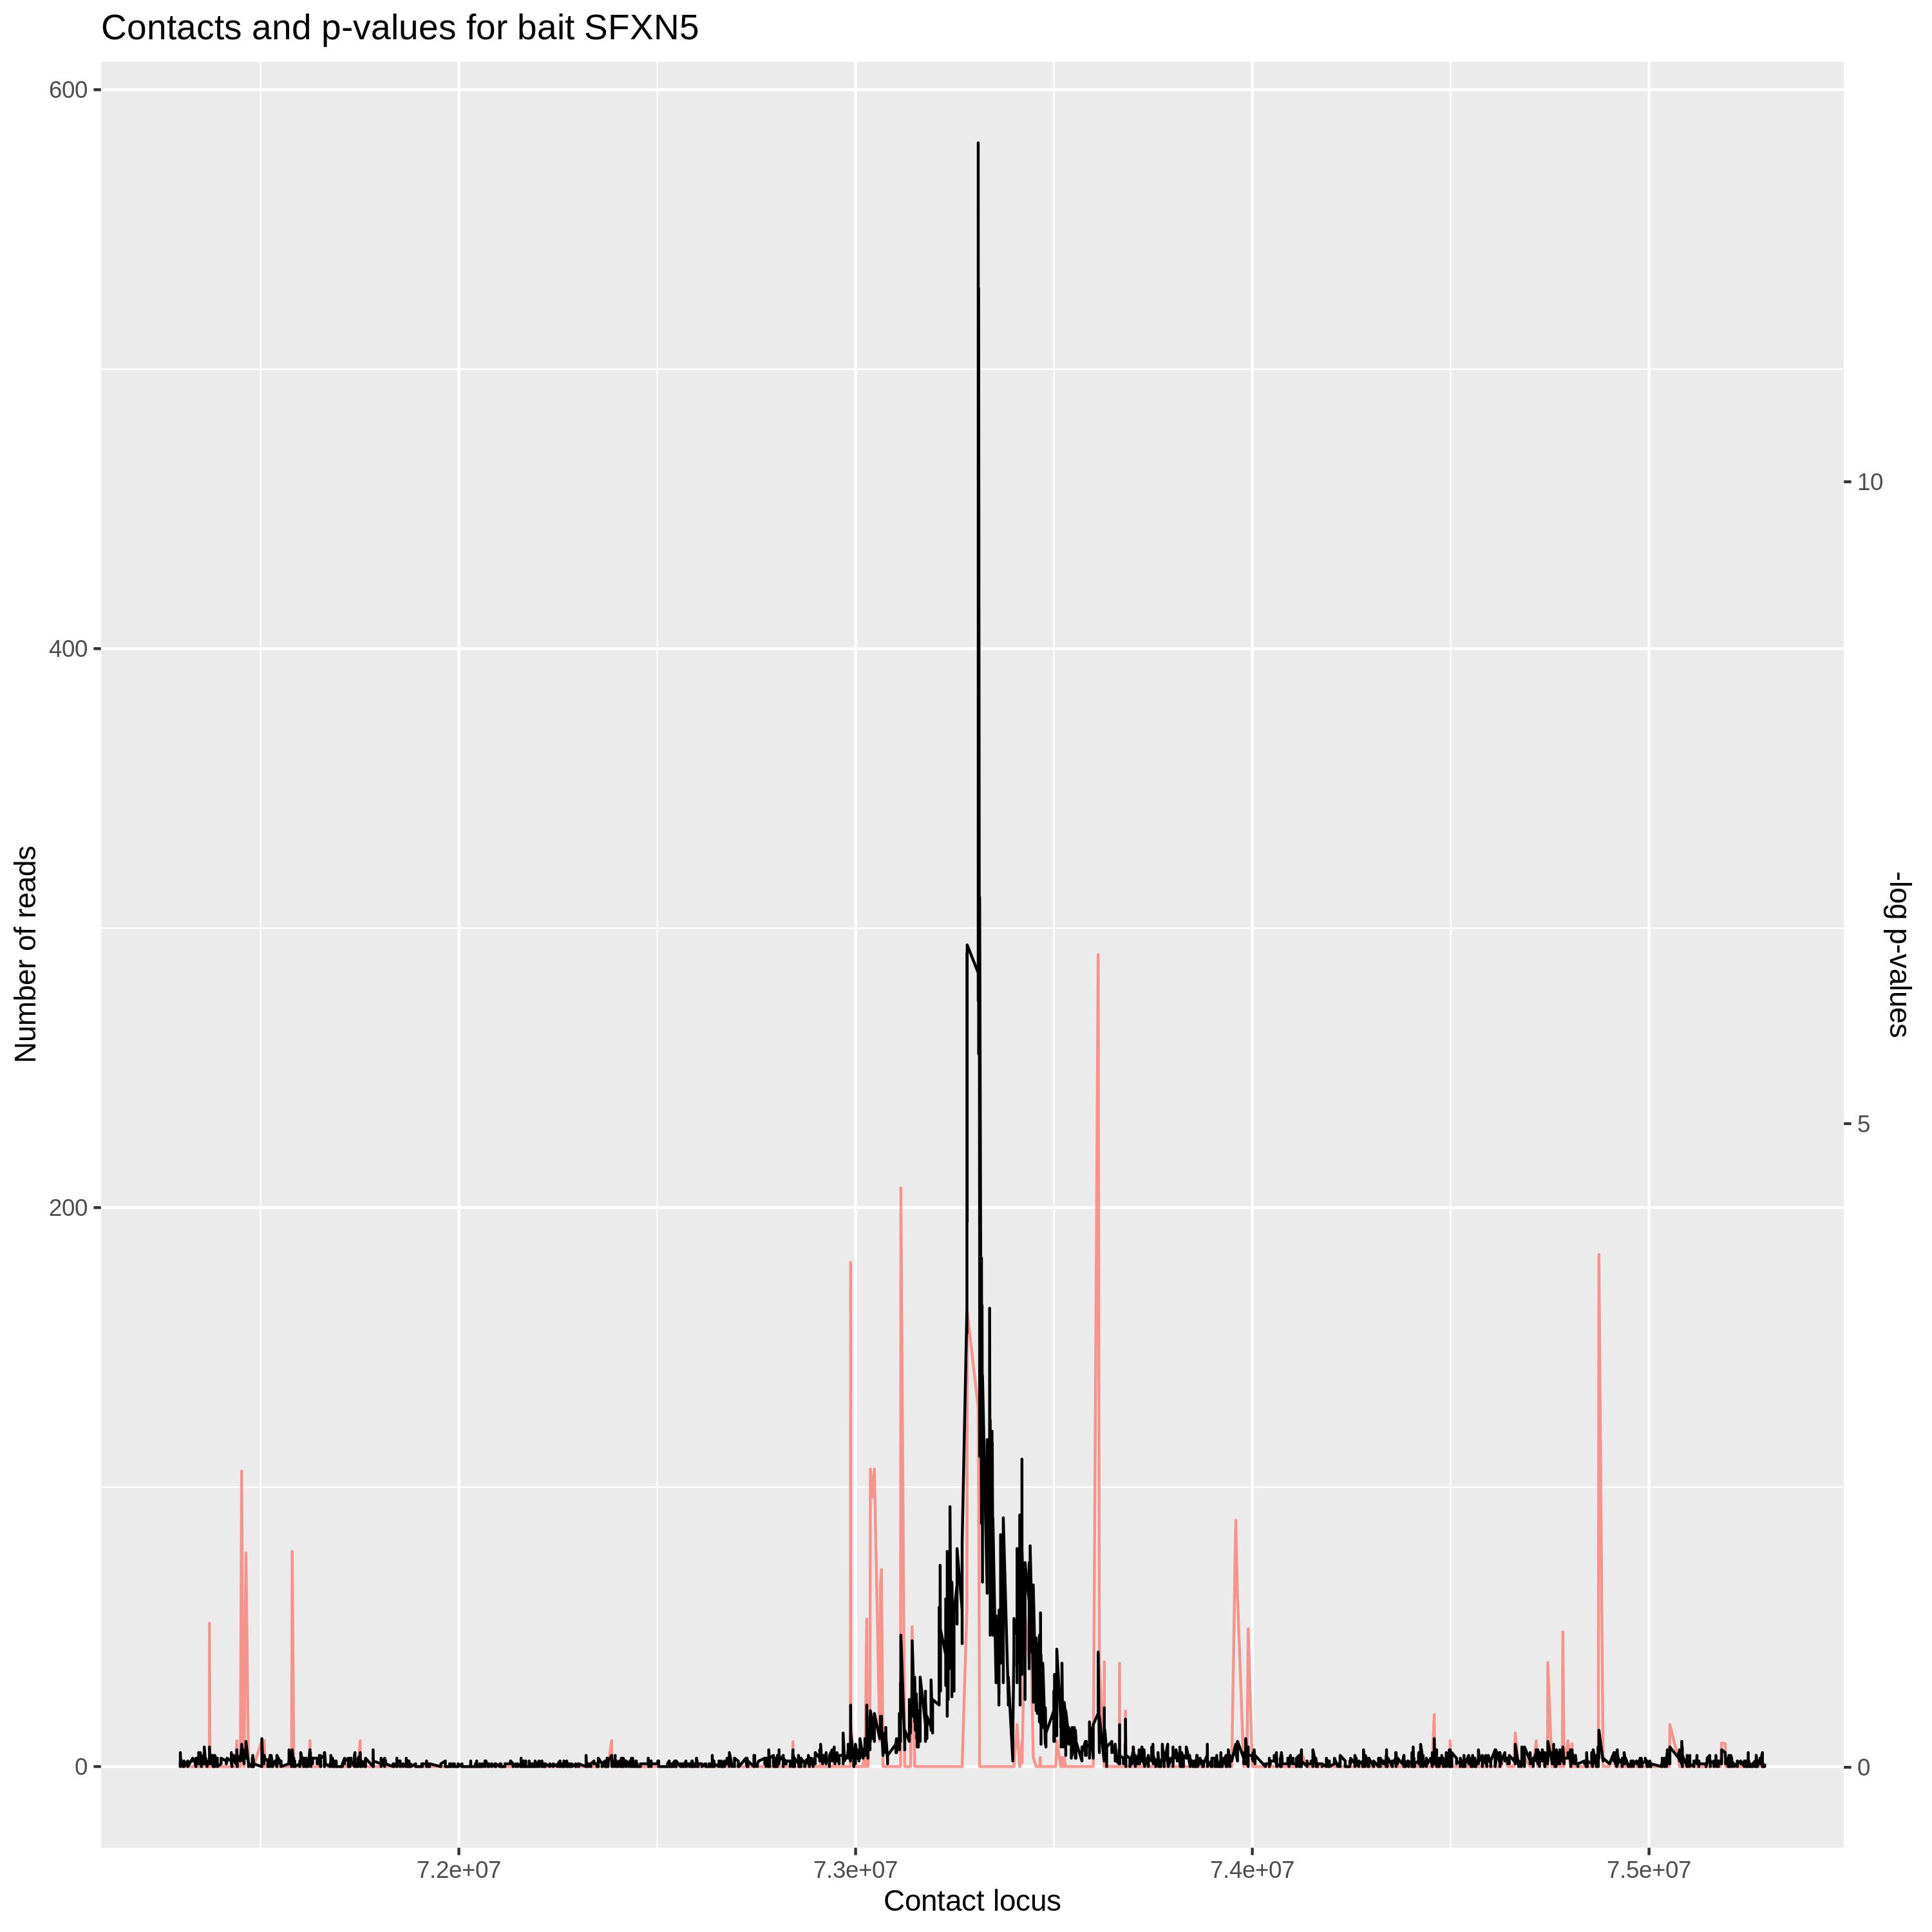 Contacts and p-values for bait SFXN5
600
400
200
0
Number of reads
10
5
0
-log p-values
7.2e+07
7.3e+07
7.4e+07
7.5e+07
Contact locus